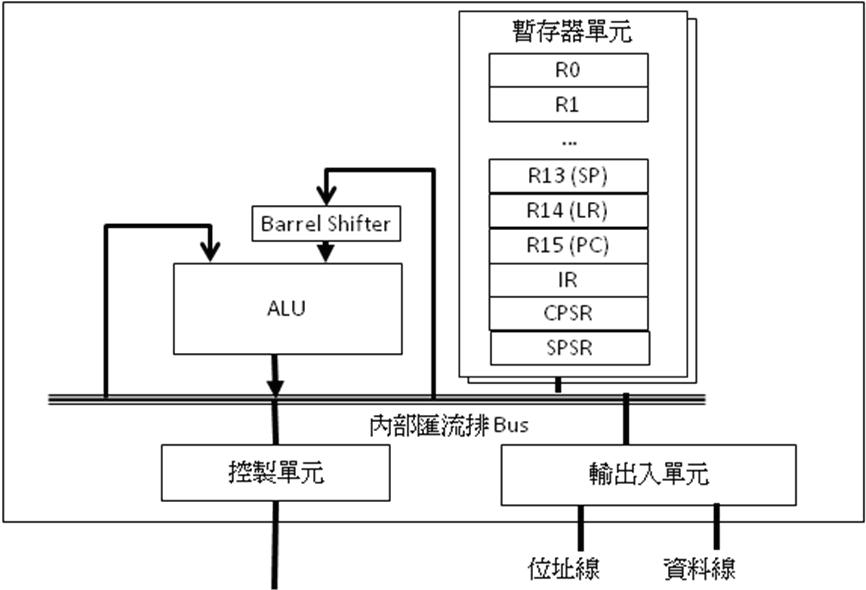 暫存器單元
R0
R1
...
R13 (SP)
R14 (LR)
R15 (PC)
IR
CPSR
SPSR
Barrel Shifter
ALU
內部匯流排 Bus
控製單元
輸出入單元
位址線
資料線